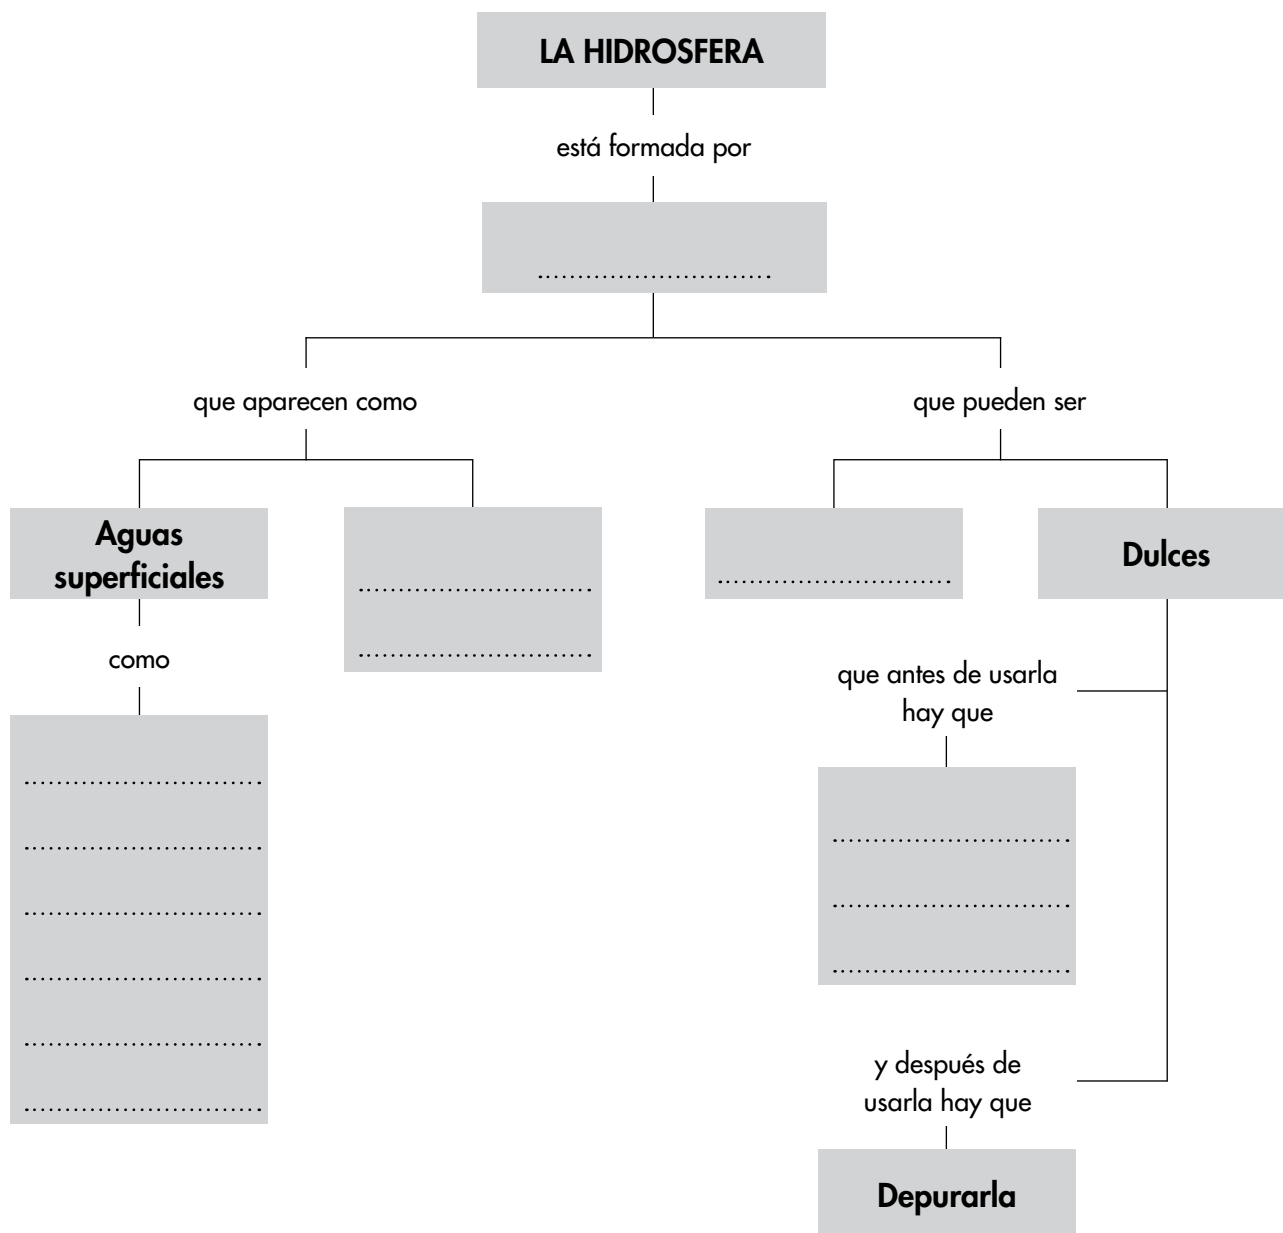 LA HIDROSFERA
está formada por
............................
que aparecen como
que pueden ser
Aguas
superficiales
............................
............................
............................
Dulces
como
que antes de usarla
hay que
............................
............................
............................
............................
............................
............................
............................
............................
............................
y después de
usarla hay que
Depurarla